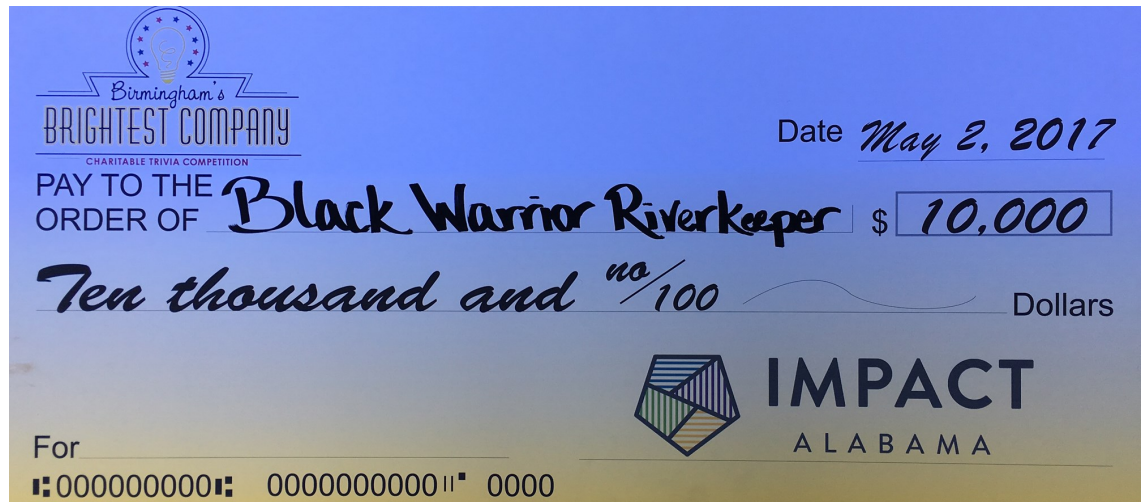 Birmingham's
BRIGHTEST COMPANY
CHARITABLE TRIVIA COMPETITION
Date May 2, 2017
PAY TO THE ORDER OF Black Warrior Riverkeeper $ 10,000
Ten thousand and no/100 Dollars
IMPACT
ALABAMA
For
⑆000000000⑆ 0000000000⑈ 0000